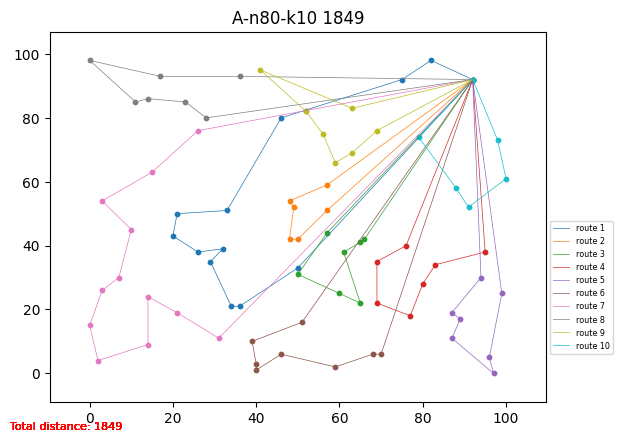 A-n80-k10 1849
100
80
60
40
20
0
0
20
40
60
80
100
route 1
route 2
route 3
route 4
route 5
route 6
route 7
route 8
route 9
route 10
Total distance: 1849